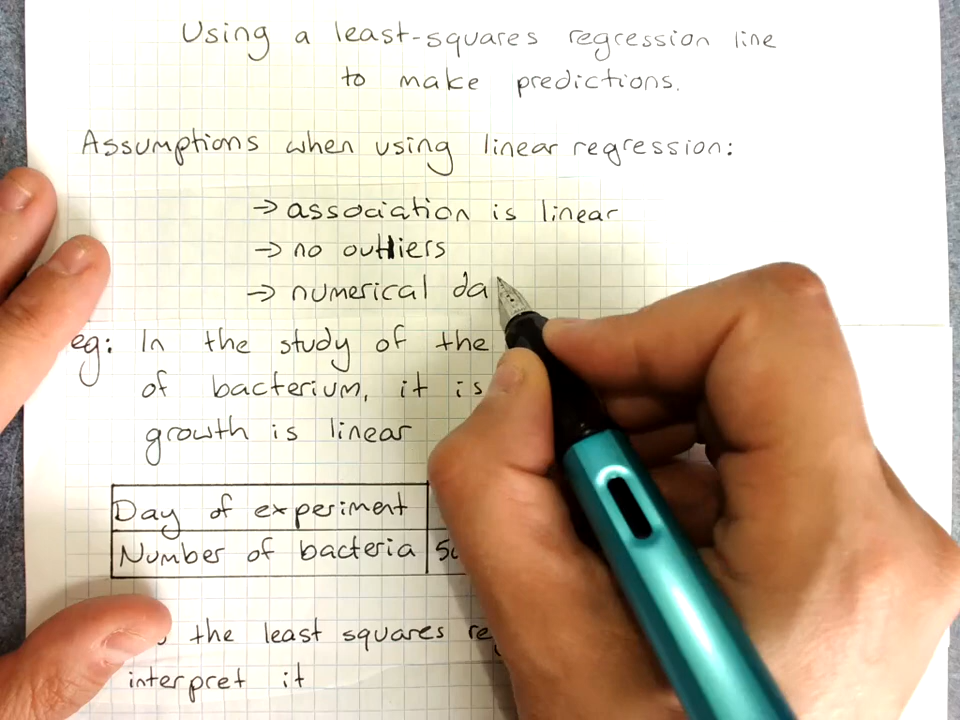 Using a least-squares regression line
to make predictions.
Assumptions when using linear regression:
→ association is linear
→ no outliers
→ numerical da
eg: In the study of the
of bacterium, it is
growth is linear
Day of experiment
Number of bacteria
the least squares
interpret it